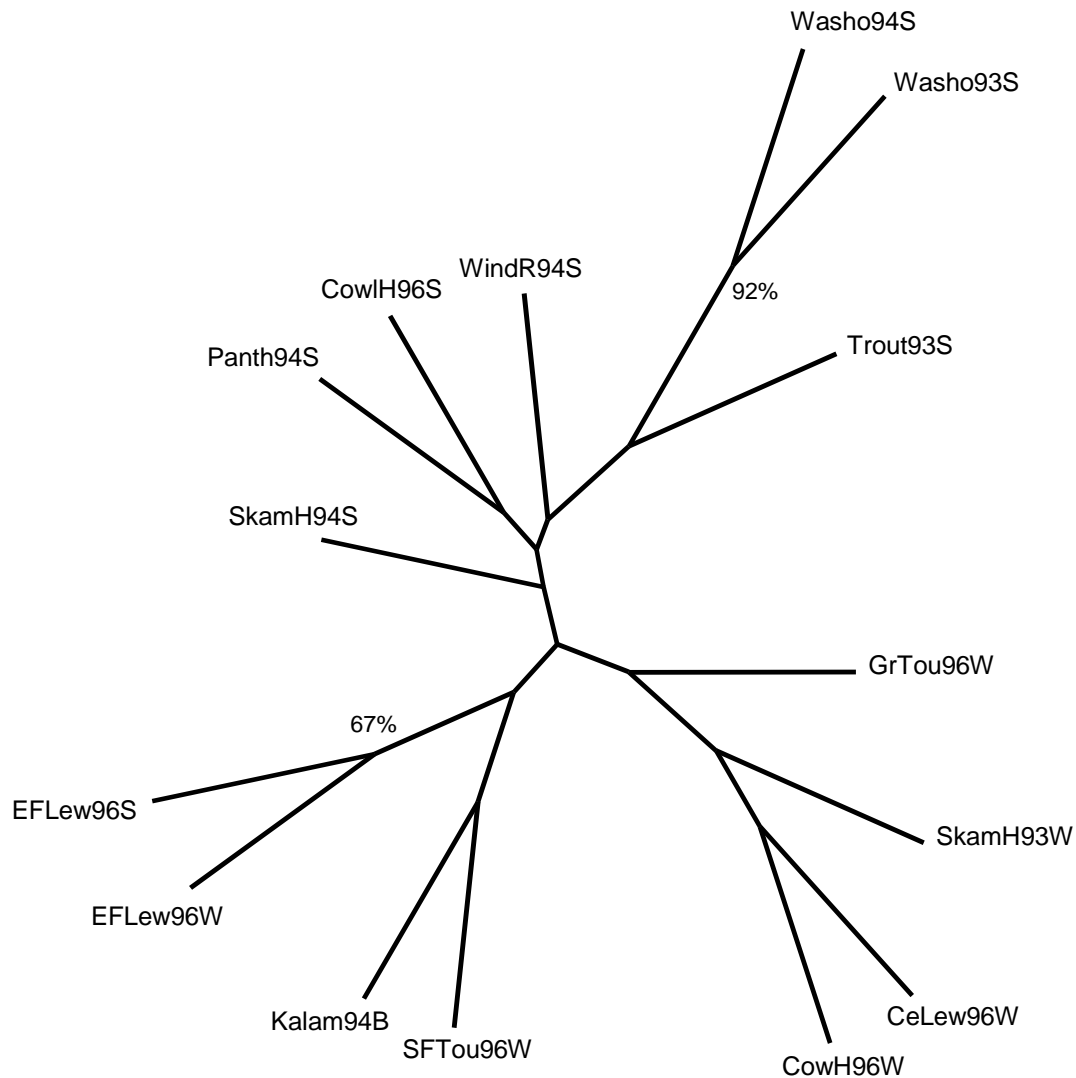 Washo94S
Washo93S
WindR94S
CowlH96S
92%
Trout93S
Panth94S
SkamH94S
GrTou96W
67%
EFLew96S
SkamH93W
EFLew96W
Kalam94B
CeLew96W
SFTou96W
CowH96W